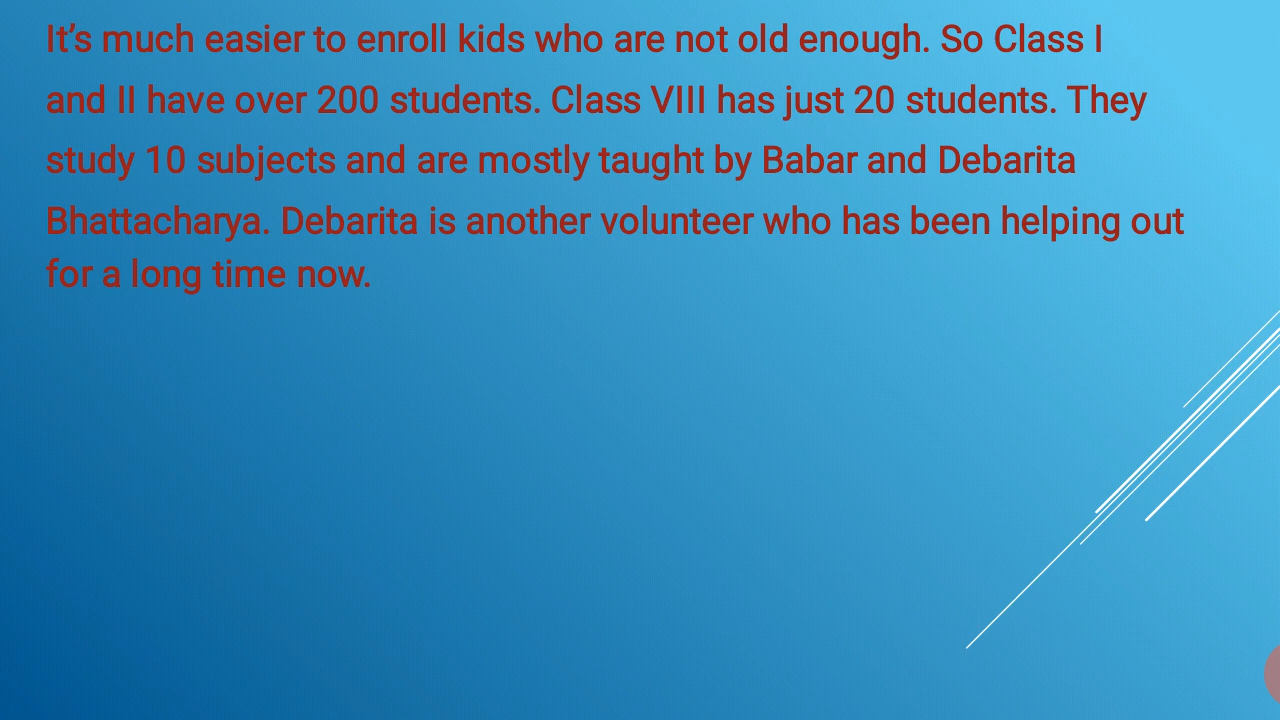 It’s much easier to enroll kids who are not old enough. So Class I
and II have over 200 students. Class VIII has just 20 students. They
study 10 subjects and are mostly taught by Babar and Debarita
Bhattacharya. Debarita is another volunteer who has been helping out
for a long time now.